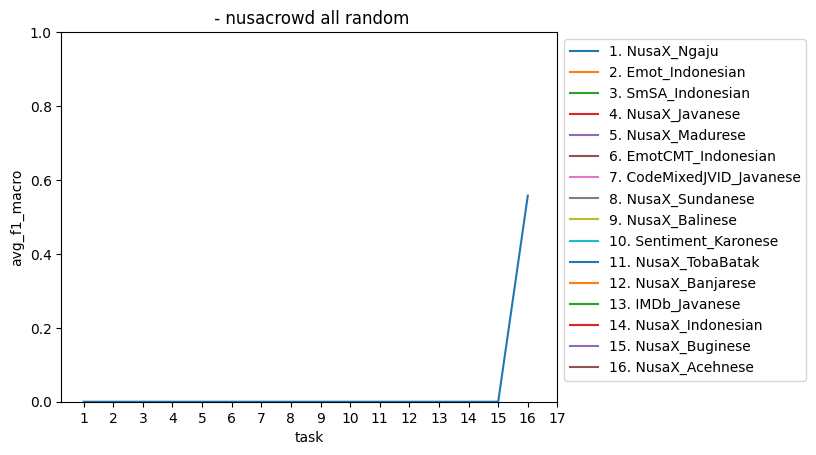 - nusacrowd all random
avg_f1_macro
1.0
0.8
0.6
0.4
0.2
0.0
1 2 3 4 5 6 7 8 9 10 11 12 13 14 15 16 17
task
1. NusaX_Ngaju
2. Emot_Indonesian
3. SmSA_Indonesian
4. NusaX_Javanese
5. NusaX_Madurese
6. EmotCMT_Indonesian
7. CodeMixedJVID_Javanese
8. NusaX_Sundanese
9. NusaX_Balinese
10. Sentiment_Karonese
11. NusaX_TobaBatak
12. NusaX_Banjarese
13. IMDb_Javanese
14. NusaX_Indonesian
15. NusaX_Buginese
16. NusaX_Acehnese